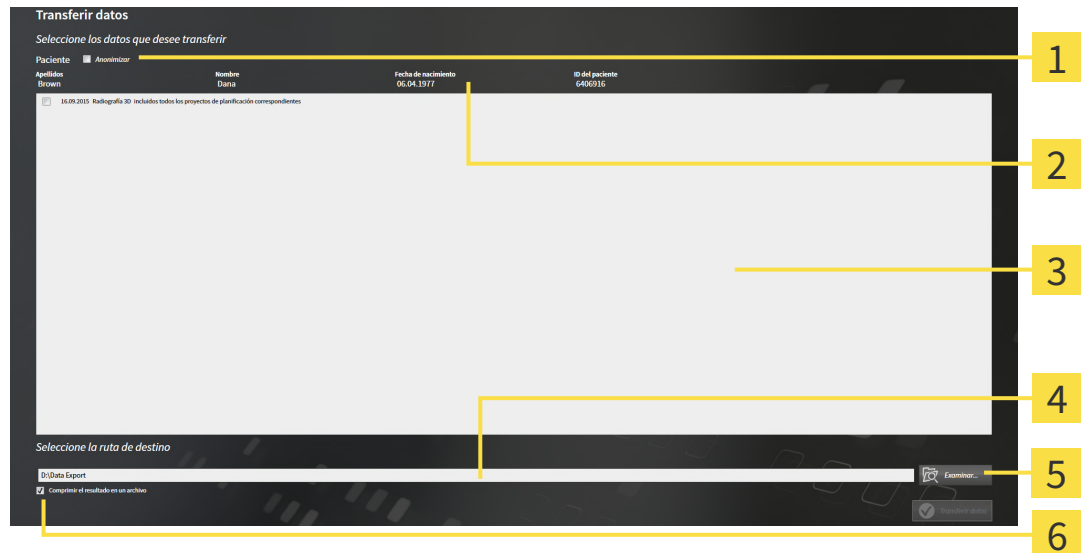 Transferir datos
Seleccione los datos que desee transferir
Paciente Anonimizar
1
Apellidos Nombre Fecha de nacimiento ID del paciente
Brown Dana 06.04.1977 6406916
16.09.2015 Radiografía 3D incluidos todos los proyectos de planificación correspondientes
2
3
4
Seleccione la ruta de destino
D:\Data Export Examinar...
5
Comprimir el resultado en un archivo
Transferir datos
6